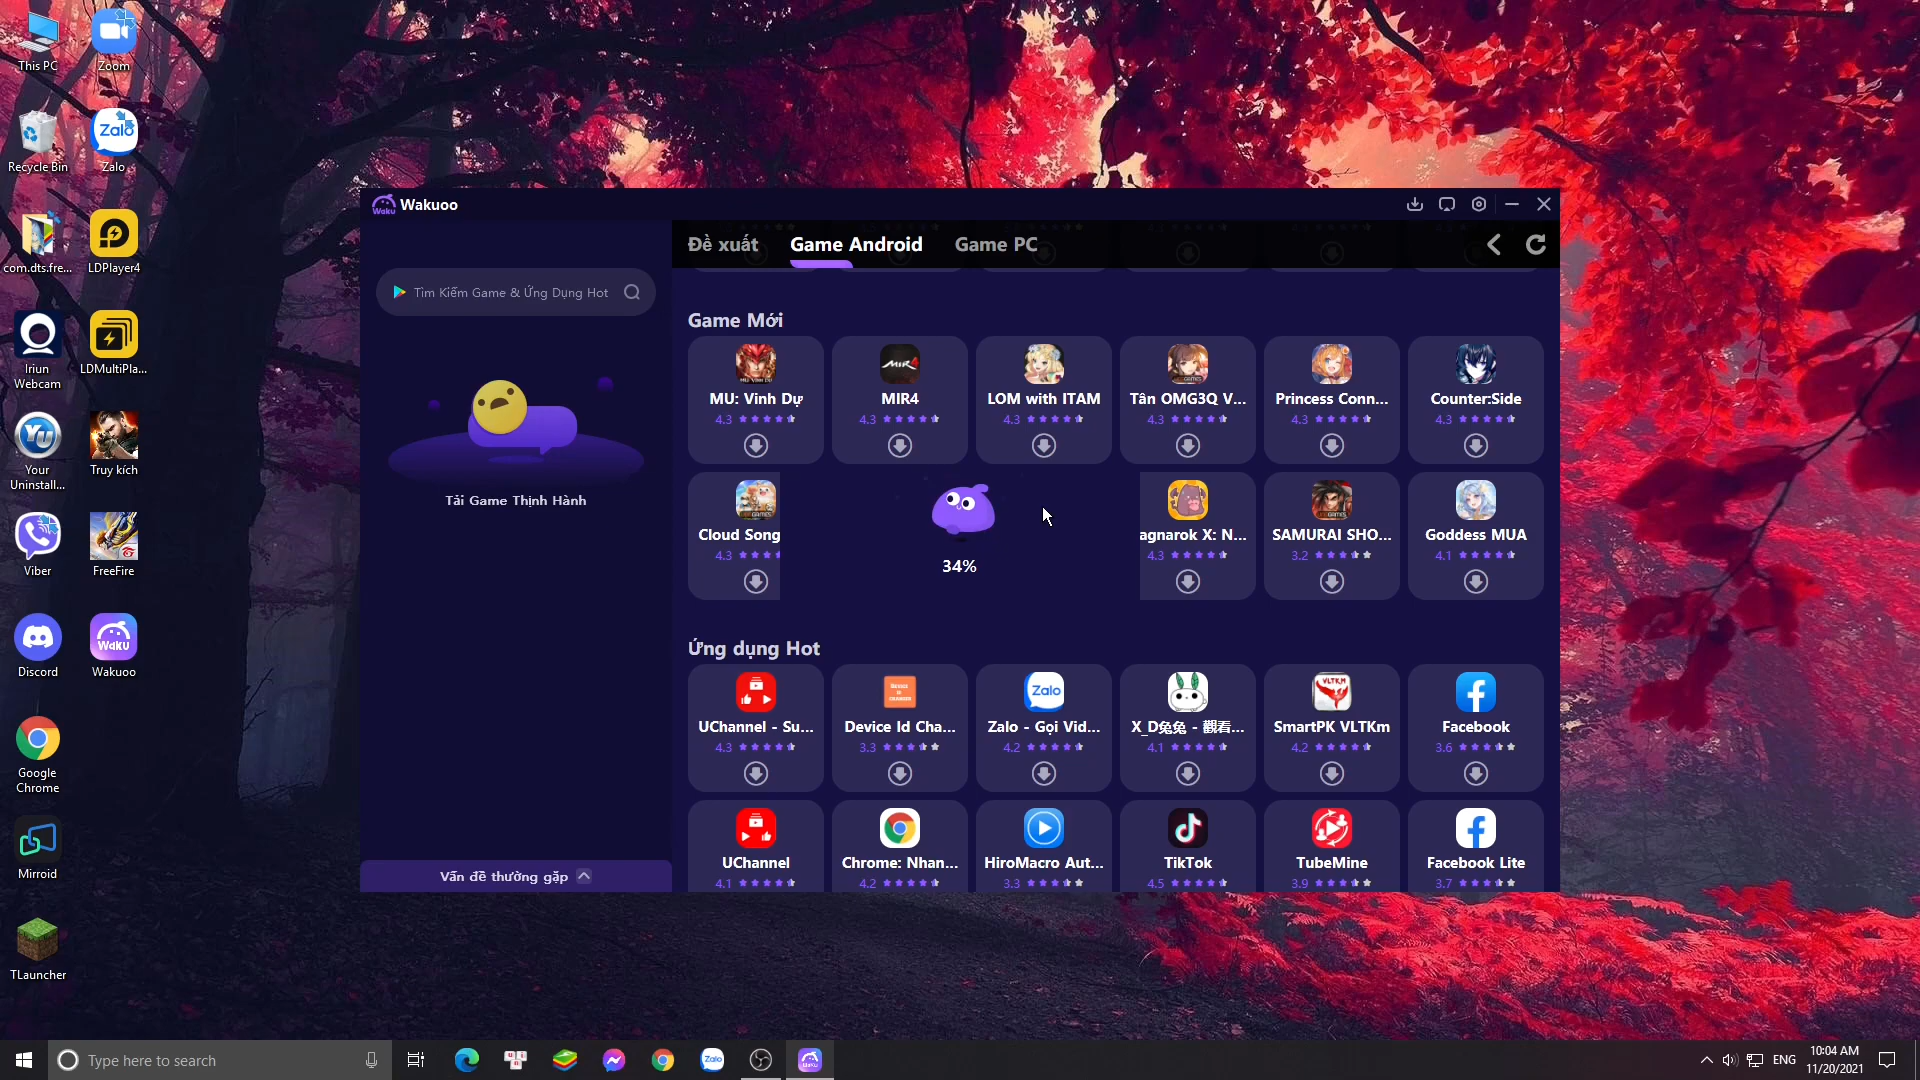 This PC
Zoom
Recycle Bin
Zalo
Zalo
com.dts.fre...
LDPlayer4
Iriun
Webcam
LDMultiPla...
Your
Uninstall...
Truy kích
Viber
FreeFire
Discord
Waku
Wakuoo
Google
Chrome
Mirroid
TLauncher
Waku
Wakuoo
Tìm Kiếm Game & Ứng Dụng Hot
Tải Game Thịnh Hành
Vấn đề thường gặp
Đề xuất Game Android Game PC
Game Mới
MU: Vinh Dự MIR4 LOM with ITAM Tân OMG3Q V... Princess Conn... Counter:Side
4.3 4.3 4.3 4.3 4.3 4.3
Cloud Song agnarok X: N... SAMURAI SHO... Goddess MUA
4.3 4.3 3.2 4.1
34%
Ứng dụng Hot
Zalo
VLTKM
UChannel - Su... Device Id Cha... Zalo - Gọi Vid... X_D兔兔 - 觀看... SmartPK VLTKm Facebook
4.3 3.3 4.2 4.1 4.2 3.6
UChannel Chrome: Nhan... HiroMacro Aut... TikTok TubeMine Facebook Lite
4.1 4.2 3.3 4.5 3.9 3.7
Type here to search
Zalo
Waku
ENG
10:04 AM
11/20/2021